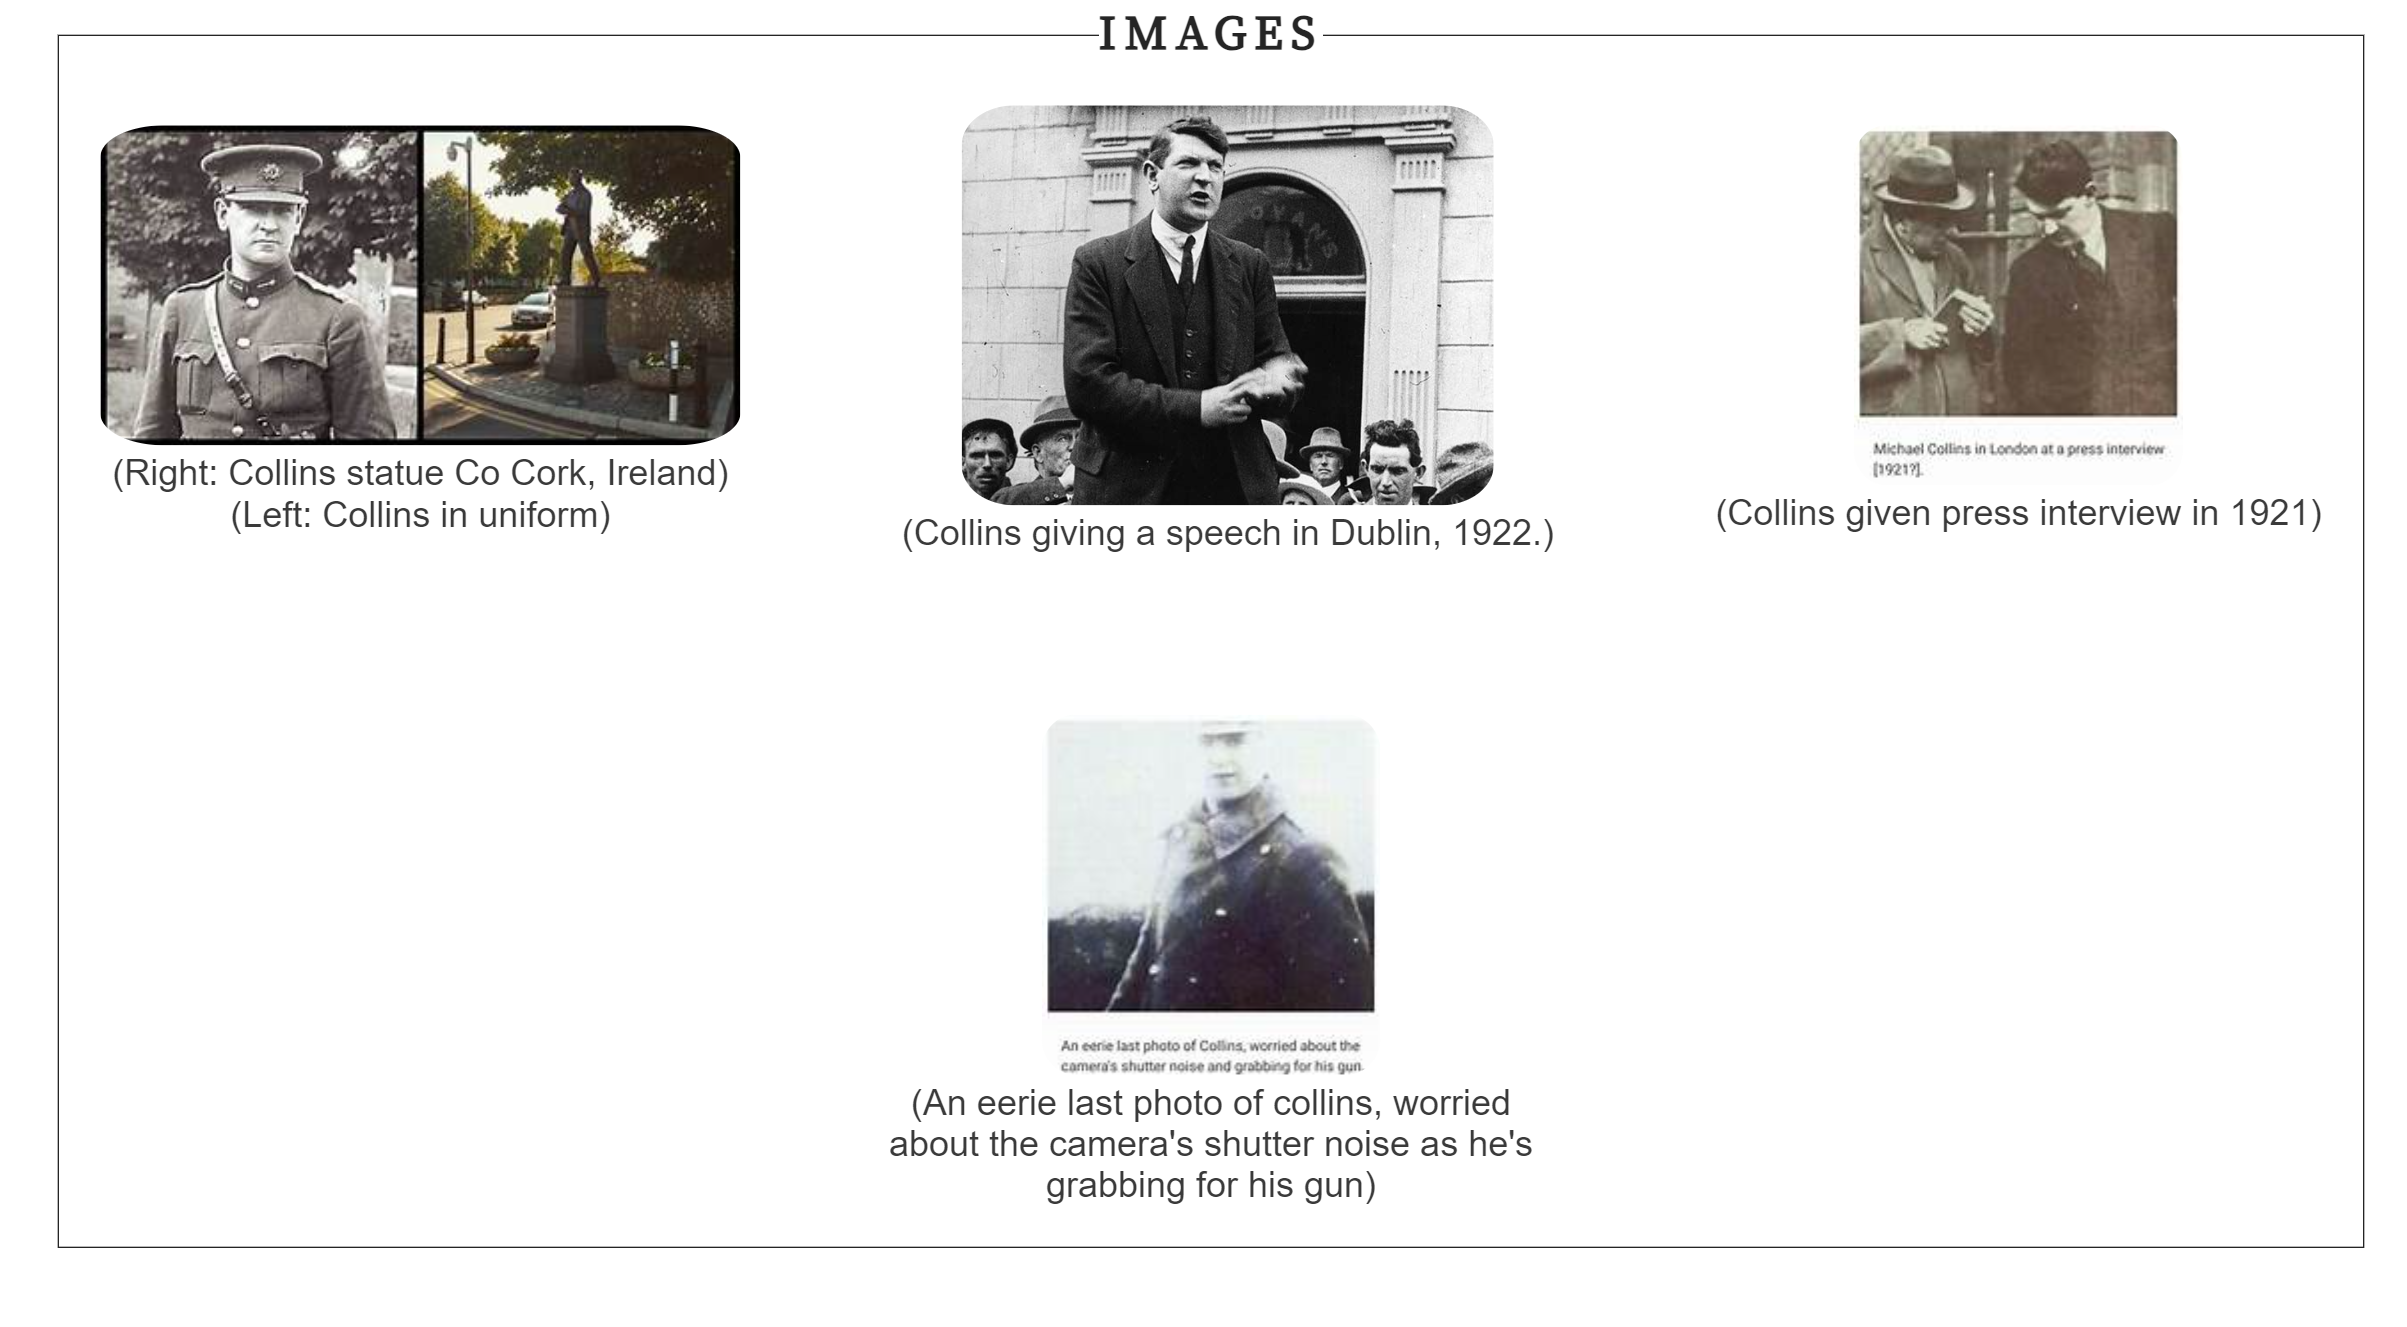 IMAGES
(Right: Collins statue Co Cork, Ireland)
(Left: Collins in uniform)
OVANS
(Collins giving a speech in Dublin, 1922.)
Michael Collins in London at a press interview
[1921?].
(Collins given press interview in 1921)
An eerie last photo of Collins, worried about the
camera's shutter noise and grabbing for his gun
(An eerie last photo of collins, worried
about the camera's shutter noise as he's
grabbing for his gun)